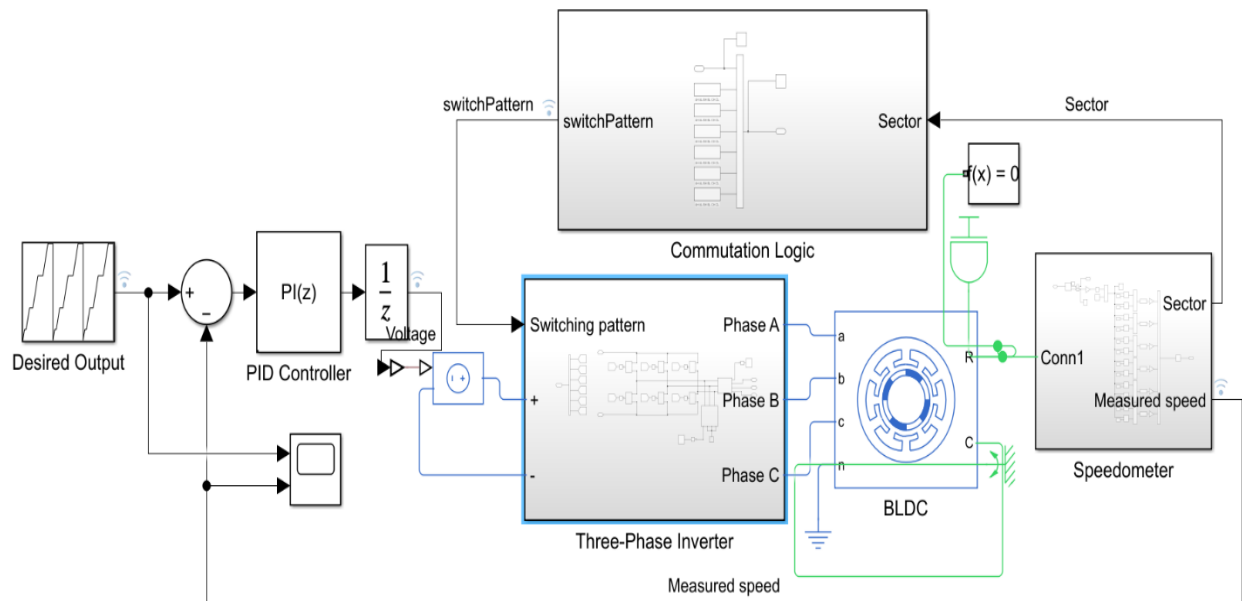 switchPattern
switchPattern
Sector
Sector
Commutation Logic
f(x) = 0
Desired Output
+
−
PI(z)
PID Controller
1
z
Voltage
Switching pattern
+
-
Phase A
Phase B
Phase C
Three-Phase Inverter
a
b
c
n
R
C
BLDC
Conn1
Sector
Measured speed
Speedometer
Measured speed